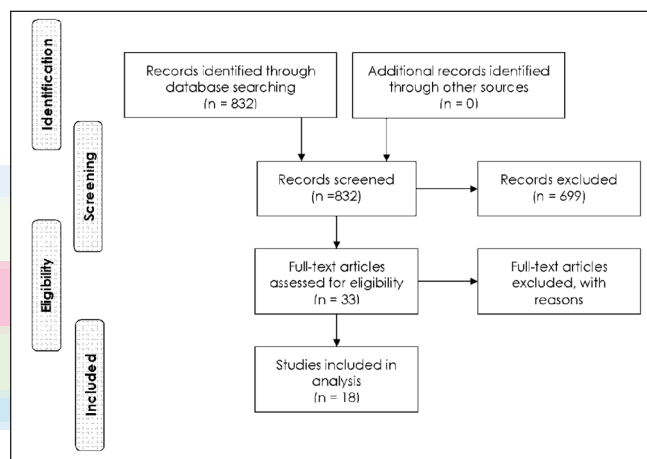 Identification
Records identified through
database searching
(n = 832)
Additional records identified
through other sources
(n = 0)
Screening
Records screened
(n =832)
Records excluded
(n = 699)
Eligibility
Full-text articles
assessed for eligibility
(n = 33)
Full-text articles
excluded, with
reasons
Included
Studies included in
analysis
(n = 18)